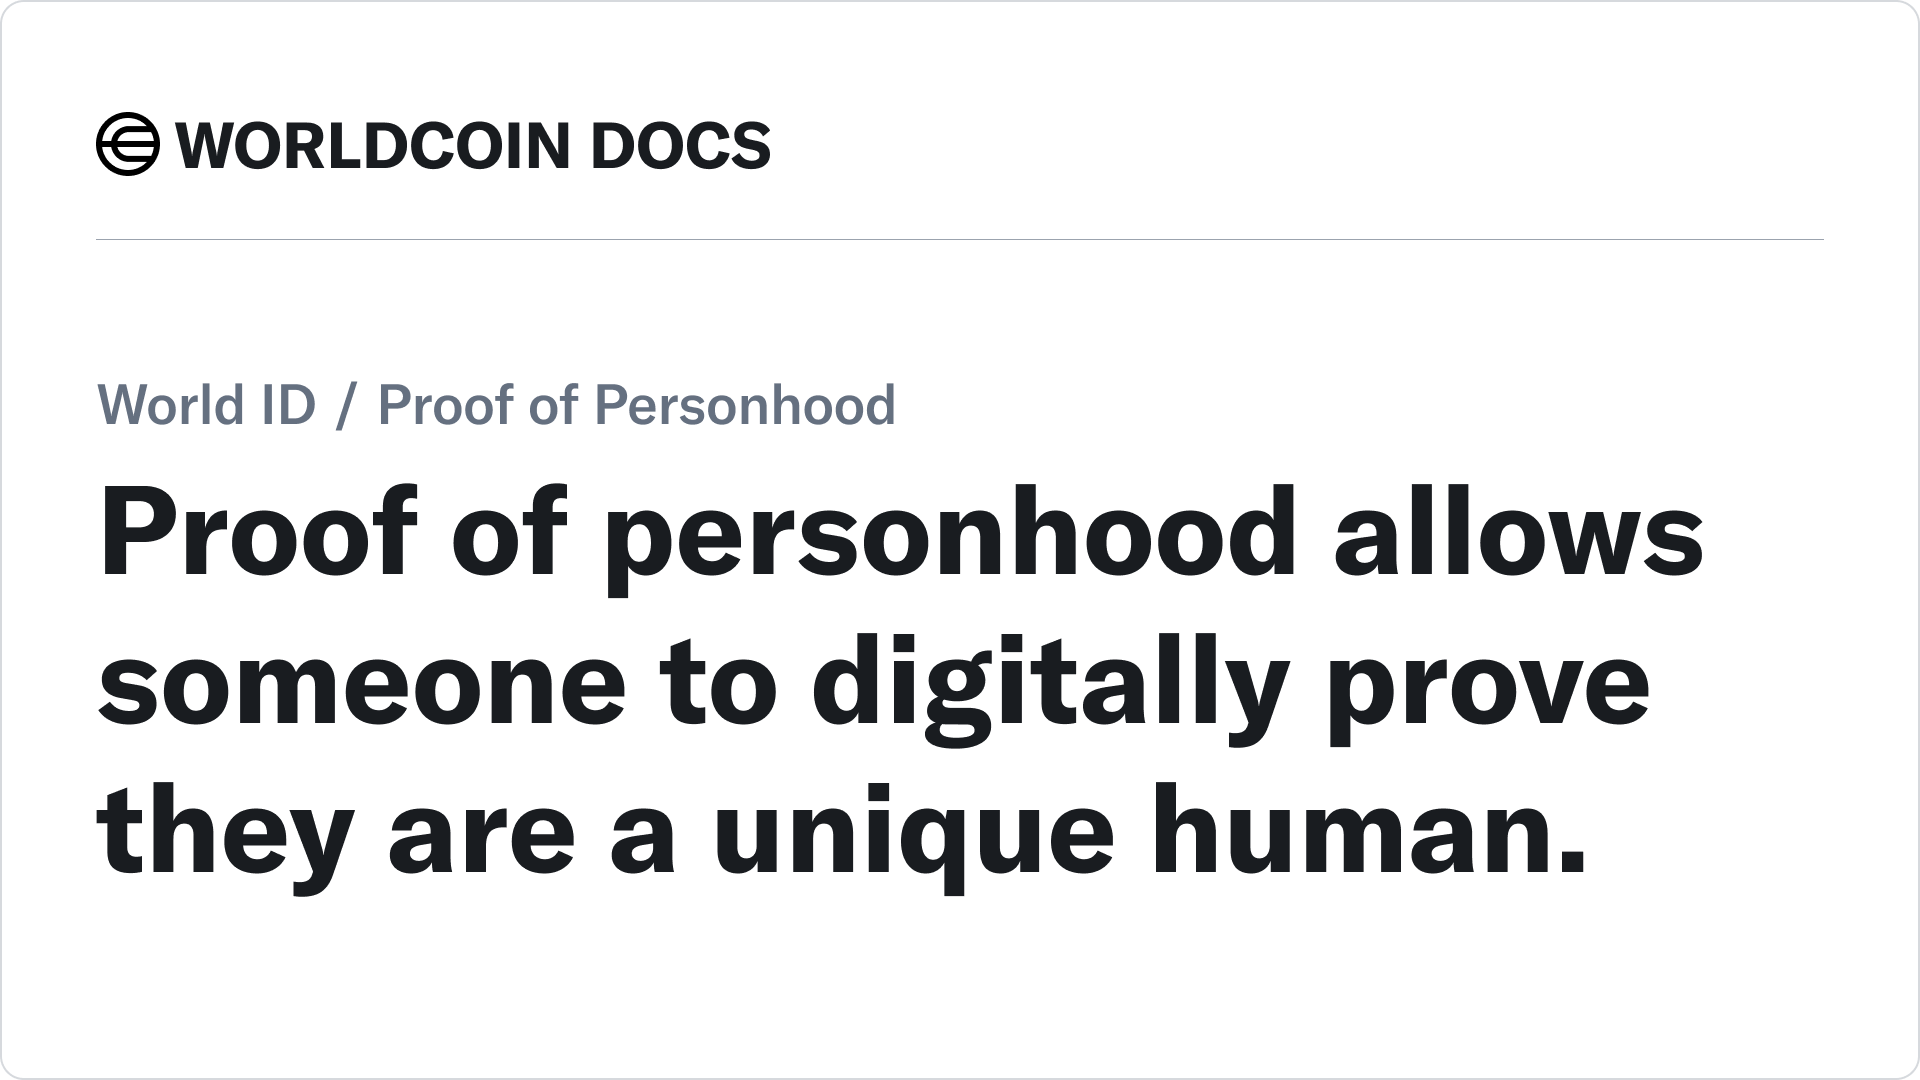 WORLDCOIN DOCS
World ID / Proof of Personhood
Proof of personhood allows
someone to digitally prove
they are a unique human.